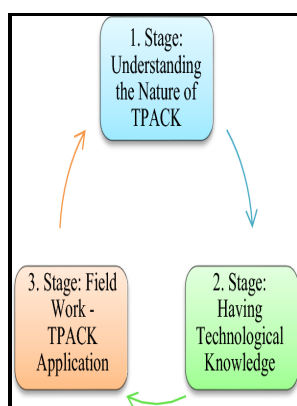 1. Stage:
Understanding
the Nature of
TPACK
2. Stage:
Having
Technological
Knowledge
3. Stage: Field
Work -
TPACK
Application